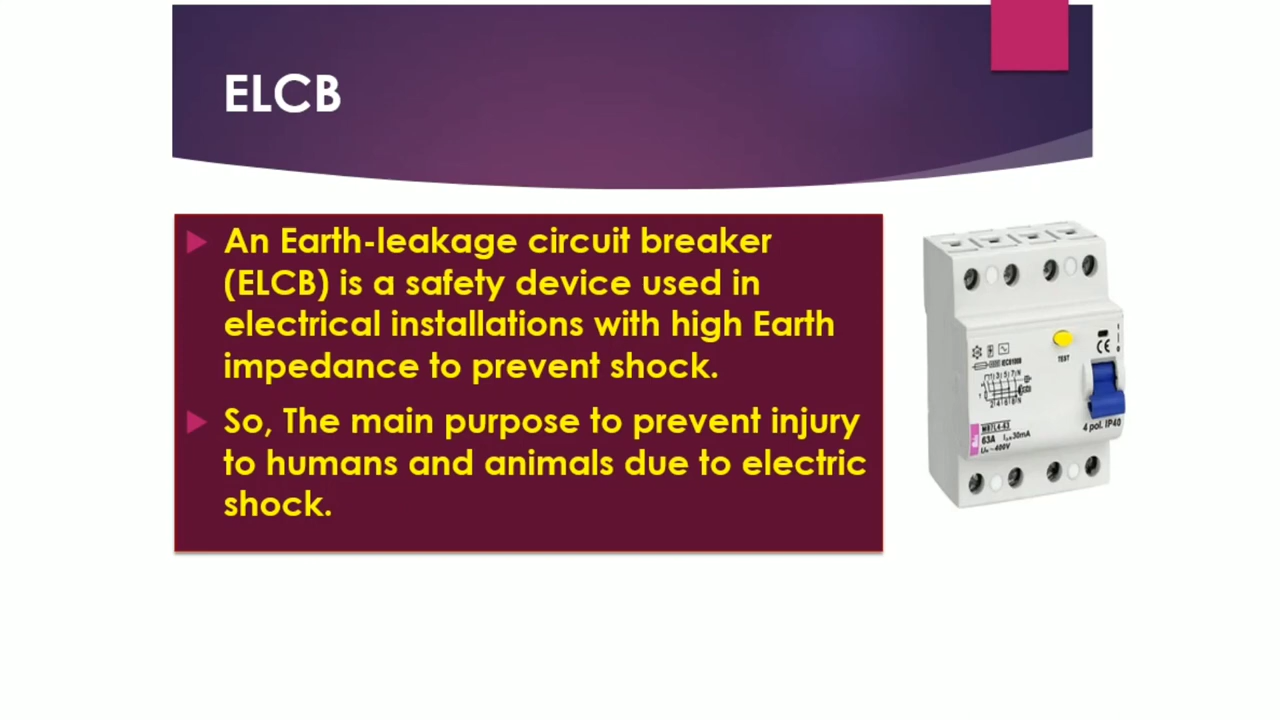 ELCB
An Earth-leakage circuit breaker
(ELCB) is a safety device used in
electrical installations with high Earth
impedance to prevent shock.
So, The main purpose to prevent injury
to humans and animals due to electric
shock.
TEST
CE
63A
30mA
4 pol. IP40